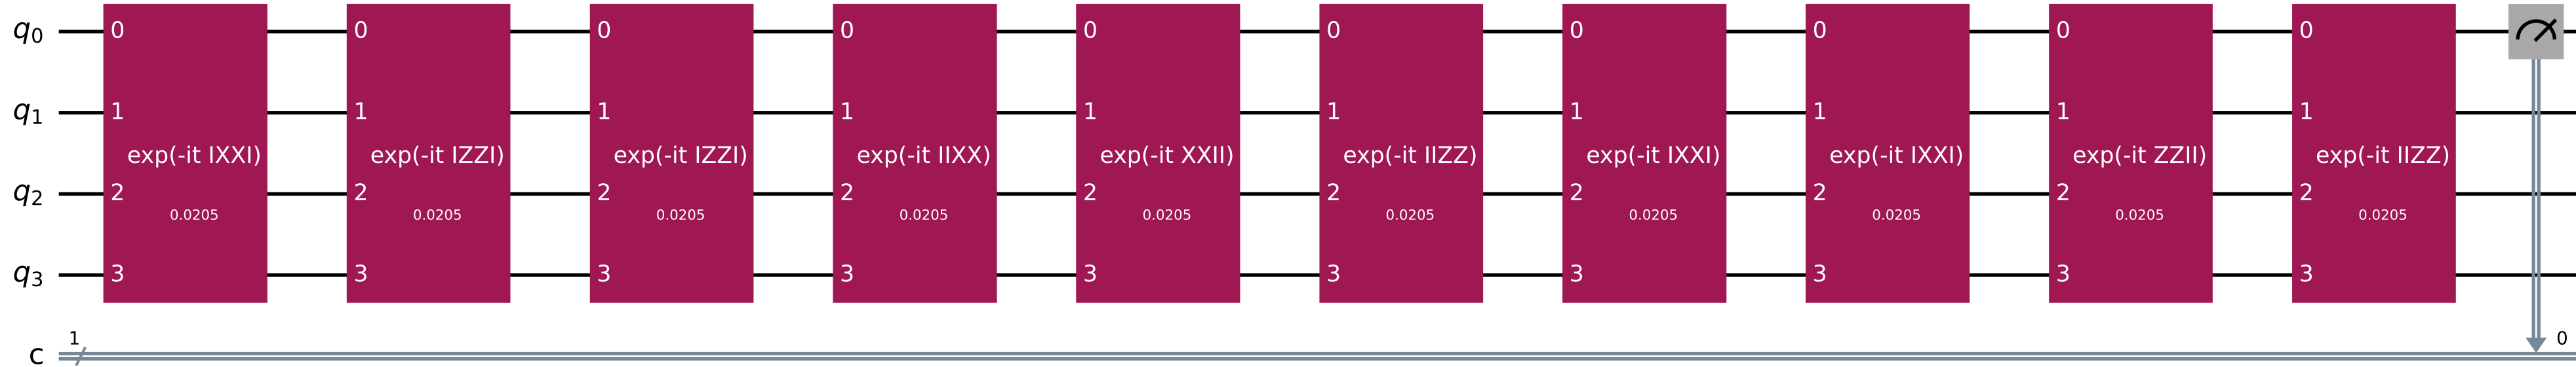 q0 0 0 0 0 0 0 0 0 0 0
q1 1 1 1 1 1 1 1 1 1 1
exp(-it IXXI) exp(-it IZZI) exp(-it IZZI) exp(-it IIXX) exp(-it XXII) exp(-it IIZZ) exp(-it IXXI) exp(-it IXXI) exp(-it ZZII) exp(-it IIZZ)
q2 2 2 2 2 2 2 2 2 2 2
0.0205 0.0205 0.0205 0.0205 0.0205 0.0205 0.0205 0.0205 0.0205 0.0205
q3 3 3 3 3 3 3 3 3 3 3
1 0
c